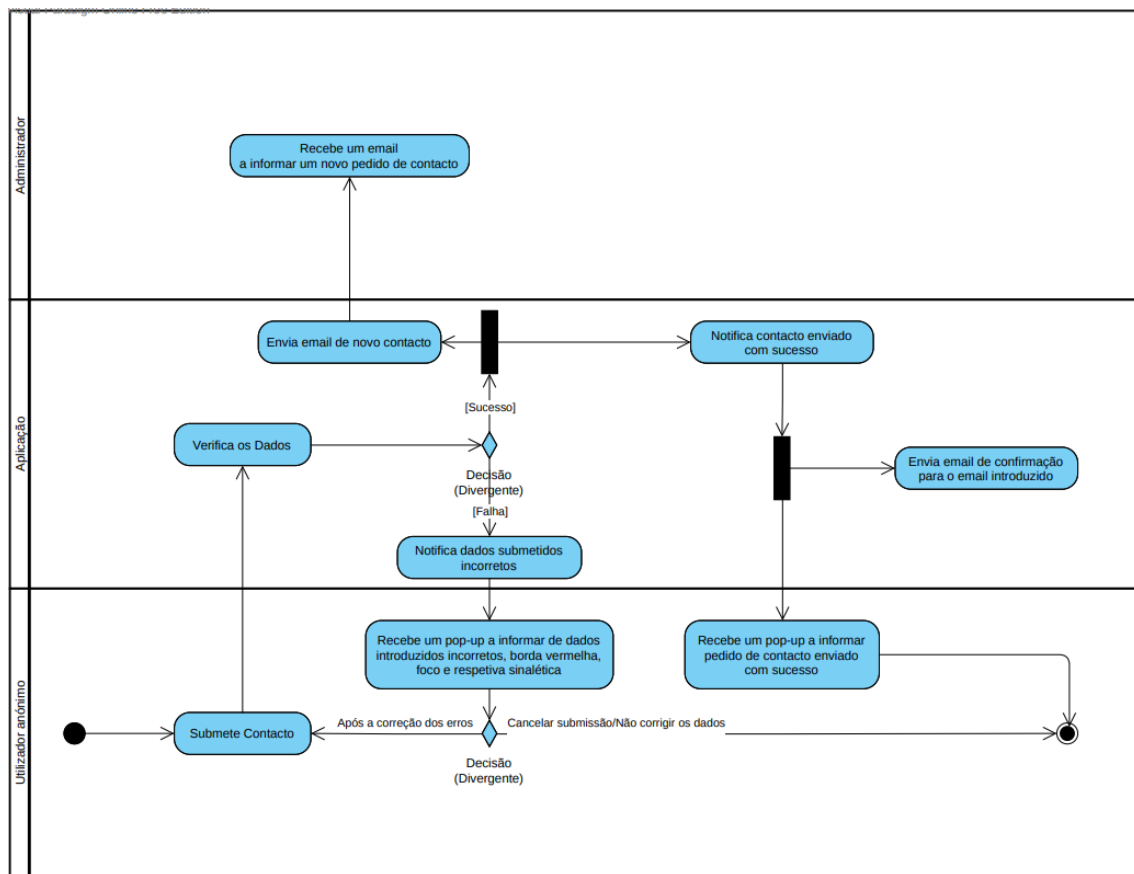 Administrador
Recebe um email
a informar um novo pedido de contacto
Aplicação
Envia email de novo contacto
Notifica contacto enviado
com sucesso
[Sucesso]
Verifica os Dados
Decisão
(Divergente)
[Falha]
Envia email de confirmação
para o email introduzido
Notifica dados submetidos
incorretos
Utilizador anónimo
Recebe um pop-up a informar de dados
introduzidos incorretos, borda vermelha,
foco e respetiva sinalética
Recebe um pop-up a informar
pedido de contacto enviado
com sucesso
Submete Contacto
Após a correção dos erros
Cancelar submissão/Não corrigir os dados
Decisão
(Divergente)